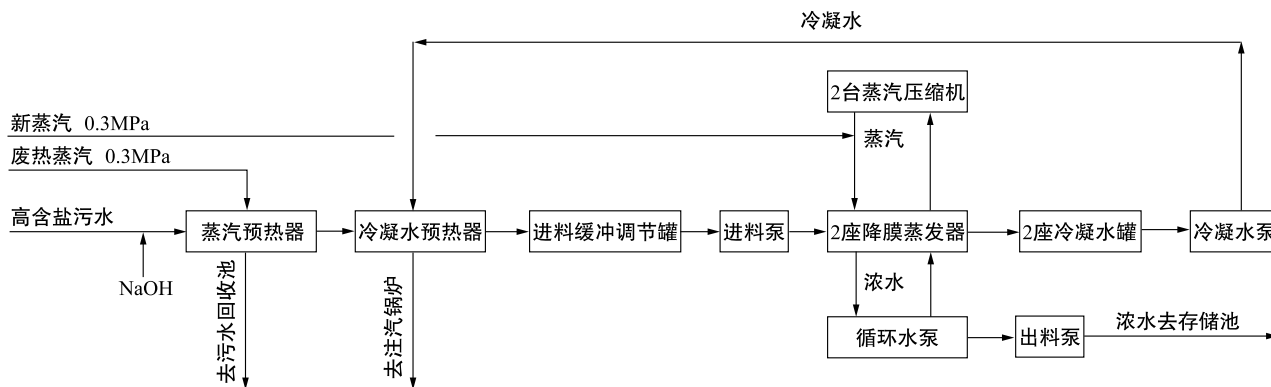 冷凝水
2台蒸汽压缩机
新蒸汽 0.3MPa
蒸汽
废热蒸汽 0.3MPa
高含盐污水
蒸汽预热器
冷凝水预热器
进料缓冲调节罐
进料泵
2座降膜蒸发器
2座冷凝水罐
冷凝水泵
NaOH
去污水回收池
去注汽锅炉
浓水
循环水泵
出料泵
浓水去存储池